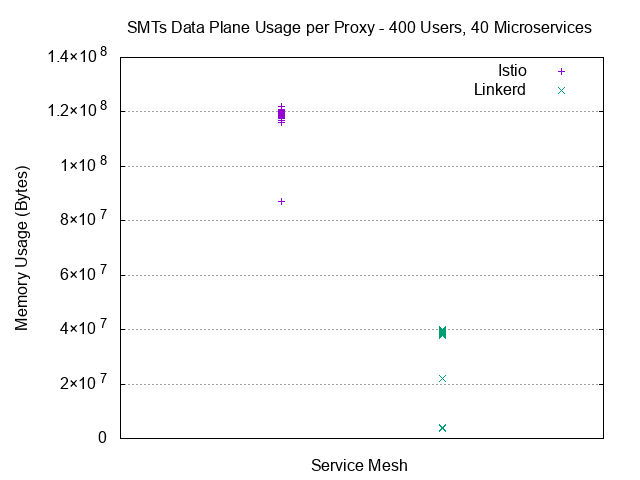 SMTs Data Plane Usage per Proxy - 400 Users, 40 Microservices
1.4×10^8
1.2×10^8
1×10^8
8×10^7
6×10^7
4×10^7
2×10^7
0
Istio
Linkerd
Memory Usage (Bytes)
Service Mesh